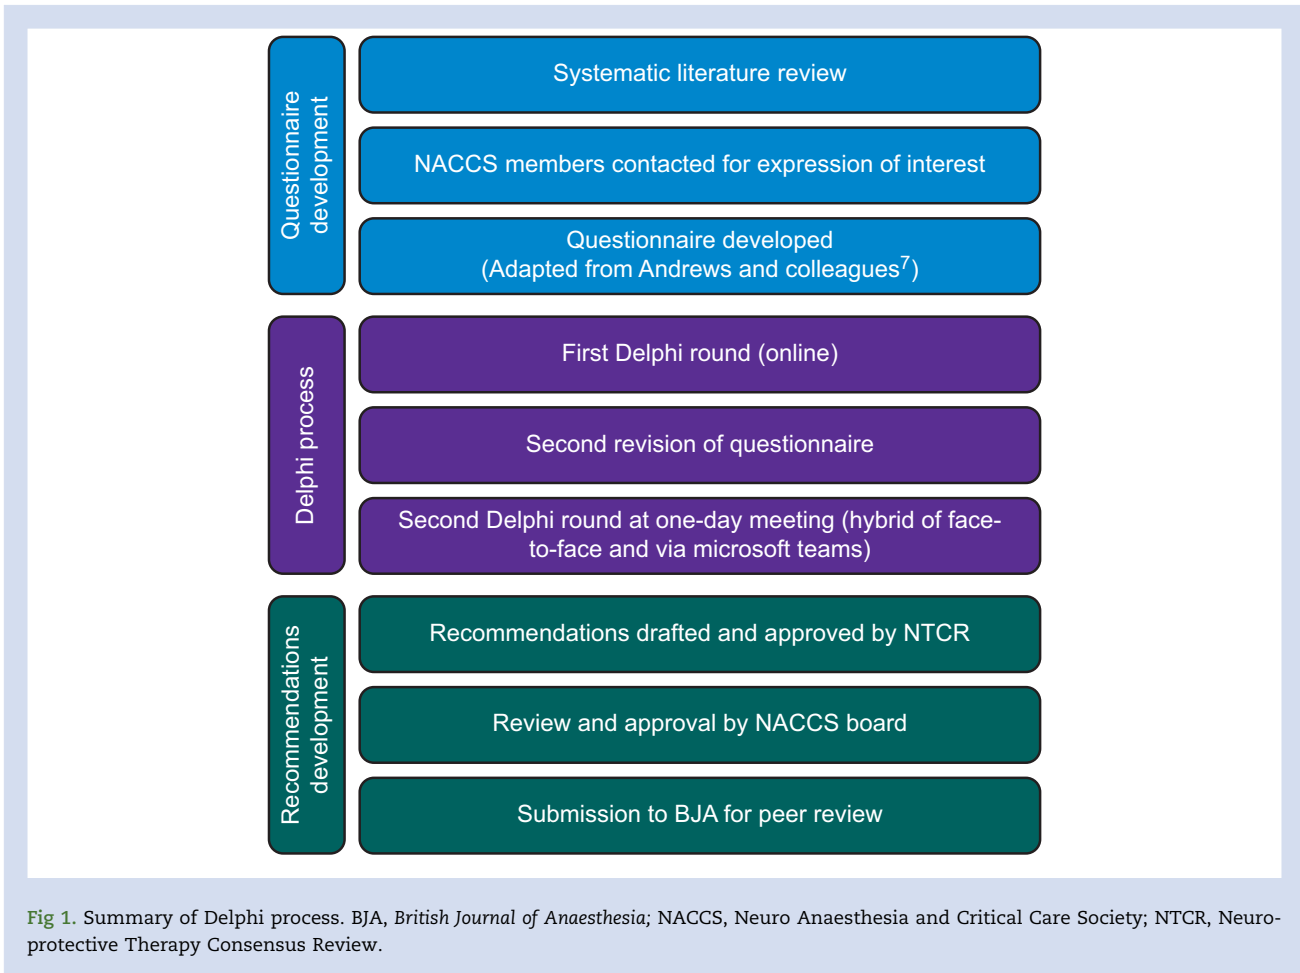 Questionnaire
development
Systematic literature review
NACCS members contacted for expression of interest
Questionnaire developed
(Adapted from Andrews and colleagues⁷)
Delphi process
First Delphi round (online)
Second revision of questionnaire
Second Delphi round at one-day meeting (hybrid of face-
to-face and via microsoft teams)
Recommendations
development
Recommendations drafted and approved by NTCR
Review and approval by NACCS board
Submission to BJA for peer review
Fig 1. Summary of Delphi process. BJA, British Journal of Anaesthesia; NACCS, Neuro Anaesthesia and Critical Care Society; NTCR, Neuro-
protective Therapy Consensus Review.